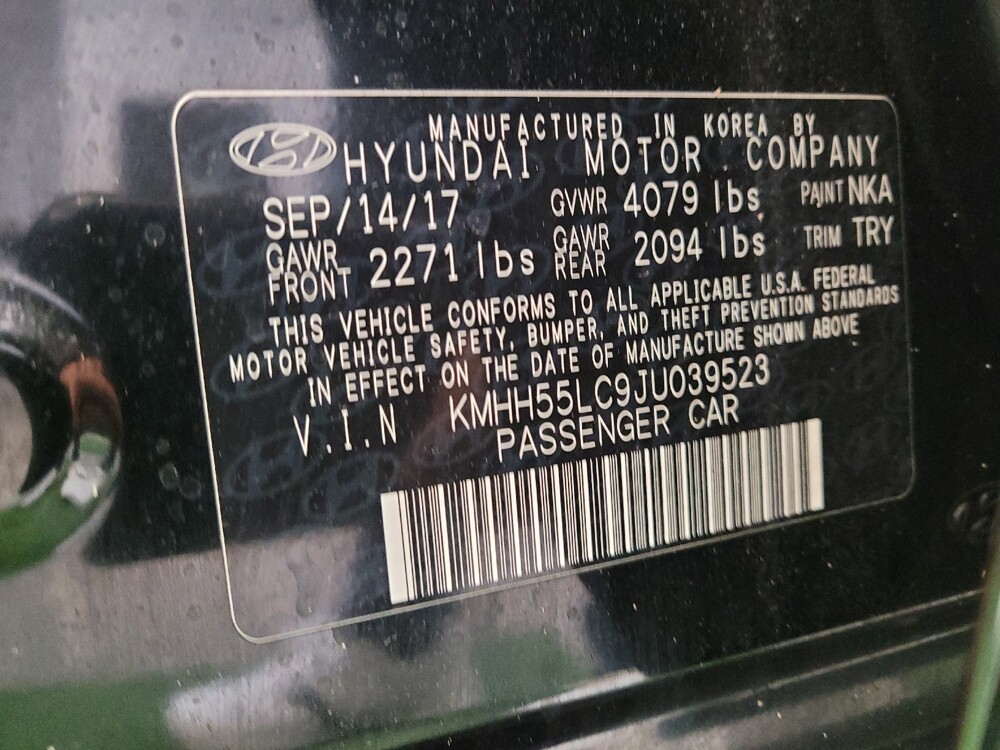 MANUFACTURED IN KOREA BY
HYUNDAI MOTOR COMPANY
SEP/14/17 GVWR 4079 lbs PAINT NKA
GAWR FRONT 2271 lbs GAWR REAR 2094 lbs TRIM TRY
THIS VEHICLE CONFORMS TO ALL APPLICABLE U.S.A. FEDERAL
MOTOR VEHICLE SAFETY, BUMPER, AND THEFT PREVENTION STANDARDS
IN EFFECT ON THE DATE OF MANUFACTURE SHOWN ABOVE
V.I.N KMHH55LC9JU039523
PASSENGER CAR